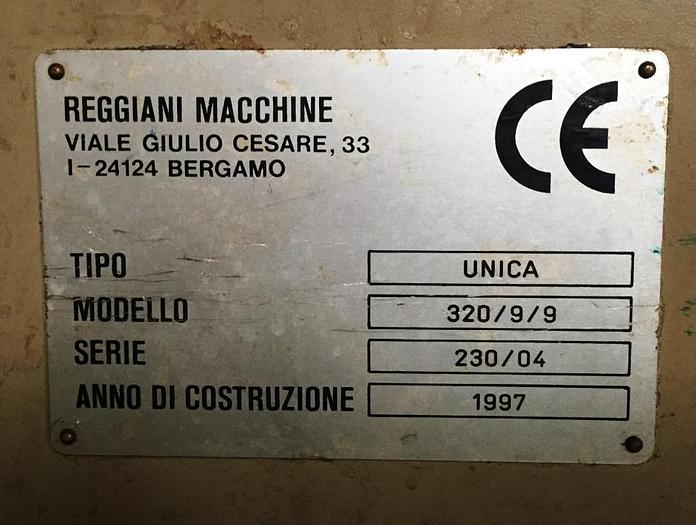 REGGIANI MACCHINE
VIALE GIULIO CESARE, 33
I-24124 BERGAMO
CE
TIPO UNICA
MODELLO 320/9/9
SERIE 230/04
ANNO DI COSTRUZIONE 1997